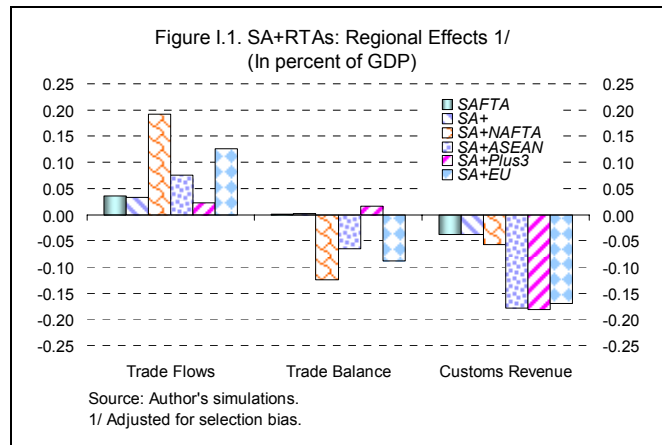 Figure I.1. SA+RTAs: Regional Effects 1/
(In percent of GDP)
0.25 0.25
0.20 0.20
0.15 0.15
0.10 0.10
0.05 0.05
0.00 0.00
-0.05 -0.05
-0.10 -0.10
-0.15 -0.15
-0.20 -0.20
-0.25 -0.25
SAFTA
SA+
SA+NAFTA
SA+ASEAN
SA+Plus3
SA+EU
Trade Flows Trade Balance Customs Revenue
Source: Author's simulations.
1/ Adjusted for selection bias.